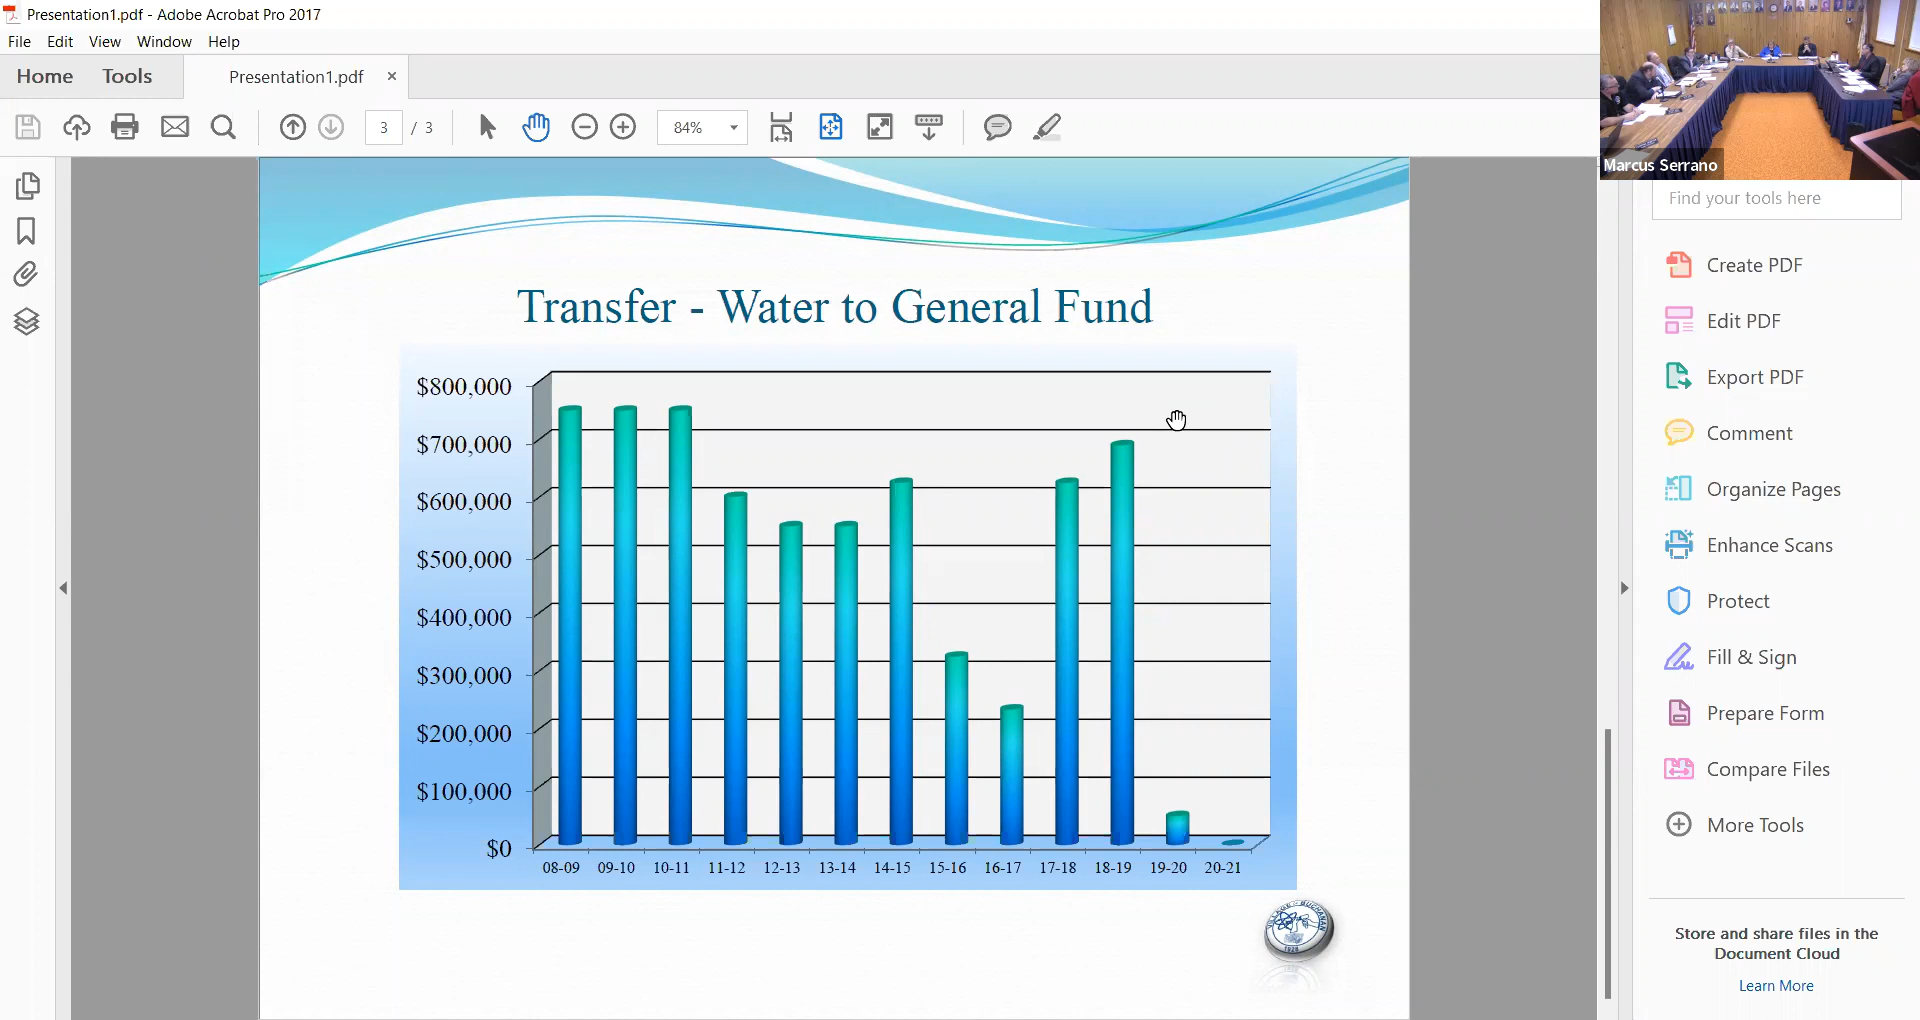 Presentation1.pdf - Adobe Acrobat Pro 2017
File Edit View Window Help
Home Tools Presentation1.pdf ×
3 / 3 84%
Marcus Serrano
Find your tools here
Create PDF
Edit PDF
Export PDF
Comment
Organize Pages
Enhance Scans
Protect
Fill & Sign
Prepare Form
Compare Files
More Tools
Store and share files in the
Document Cloud
Learn More
Transfer - Water to General Fund
$800,000
$700,000
$600,000
$500,000
$400,000
$300,000
$200,000
$100,000
$0
08-09 09-10 10-11 11-12 12-13 13-14 14-15 15-16 16-17 17-18 18-19 19-20 20-21
VILLAGE BUCHANAN
1928